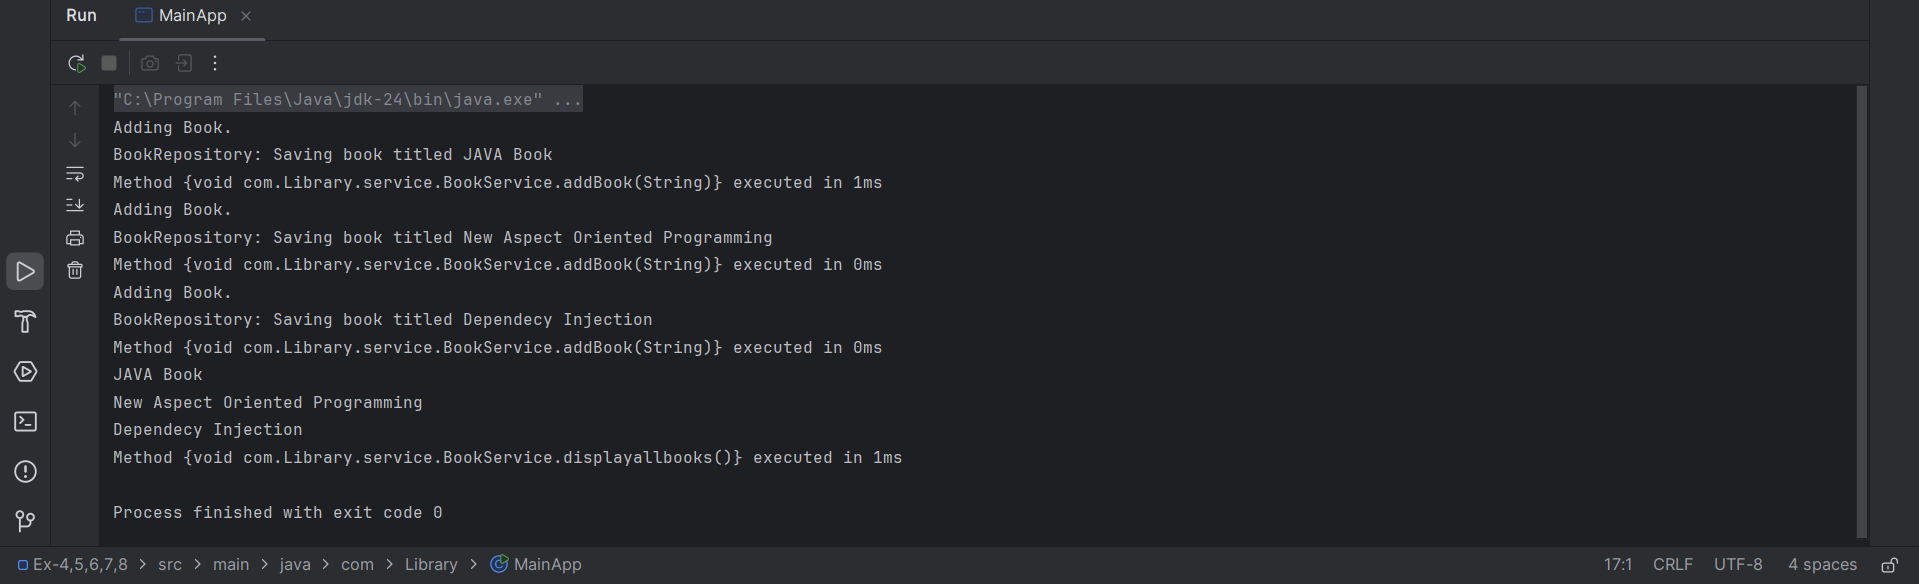 Run MainApp
"C:\Program Files\Java\jdk-24\bin\java.exe" ...
Adding Book.
BookRepository: Saving book titled JAVA Book
Method {void com.Library.service.BookService.addBook(String)} executed in 1ms
Adding Book.
BookRepository: Saving book titled New Aspect Oriented Programming
Method {void com.Library.service.BookService.addBook(String)} executed in 0ms
Adding Book.
BookRepository: Saving book titled Dependecy Injection
Method {void com.Library.service.BookService.addBook(String)} executed in 0ms
JAVA Book
New Aspect Oriented Programming
Dependecy Injection
Method {void com.Library.service.BookService.displayallbooks()} executed in 1ms
Process finished with exit code 0
Ex-4,5,6,7,8 > src > main > java > com > Library > MainApp 17:1 CRLF UTF-8 4 spaces